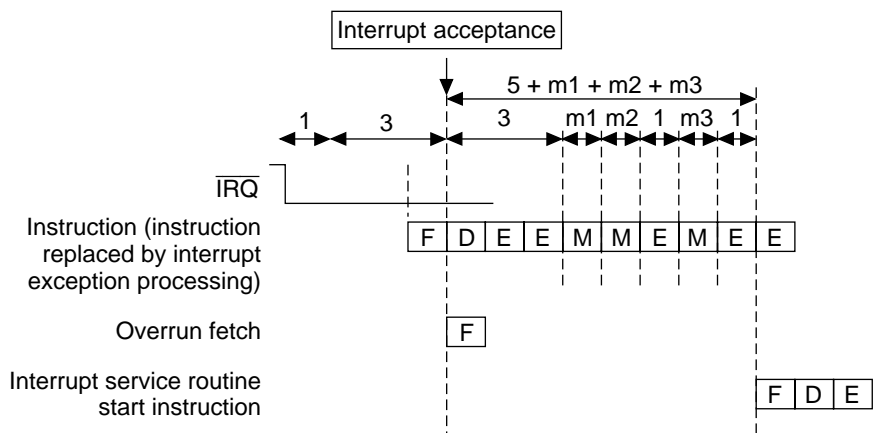 Interrupt acceptance
5 + m1 + m2 + m3
1 3 3 m1 m2 1 m3 1
IRQ
Instruction (instruction
replaced by interrupt
exception processing)
F D E E M M E M E E
Overrun fetch
F
Interrupt service routine
start instruction
F D E